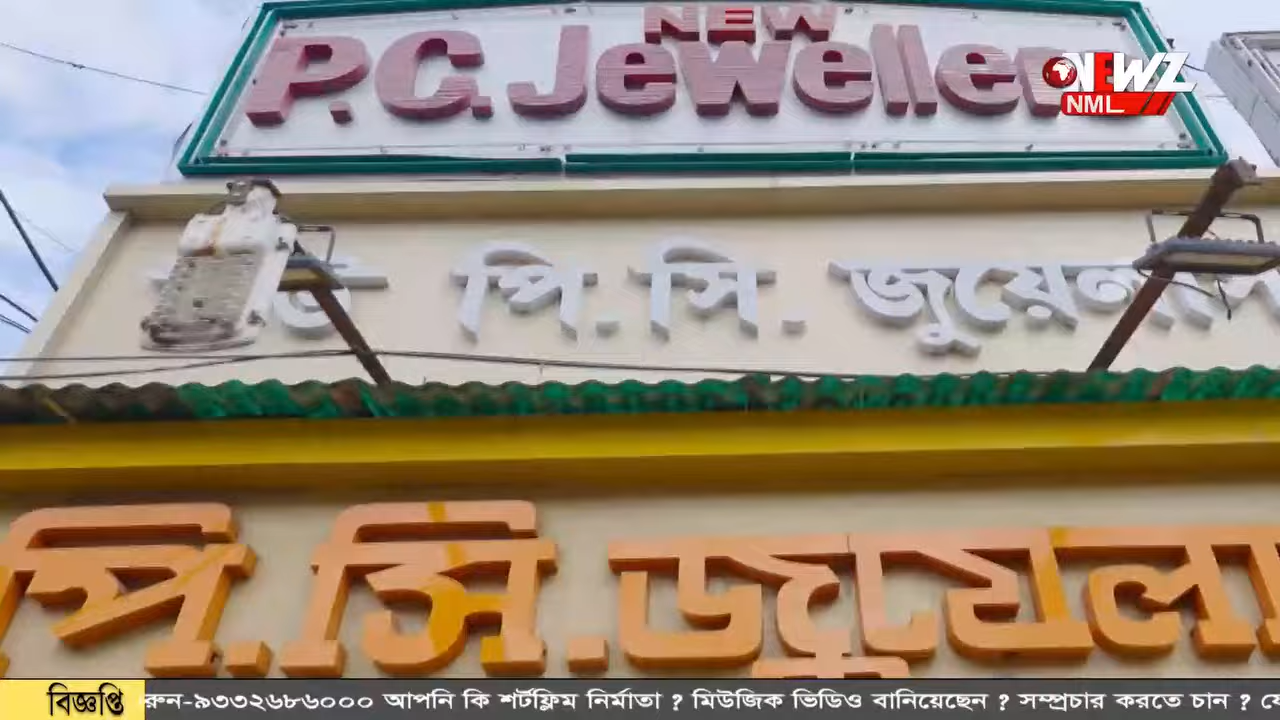 NEW
P.C. Jeweller
NEWZ
NML
পি.সি. জুয়েলার্স
পি.সি.জুয়েলা
বিজ্ঞপ্তি
রুন-৯৩৩২৬৮৬০০০ আপনি কি শর্টফ্লিম নির্মাতা ? মিউজিক ভিডিও বানিয়েছেন ? সম্প্রচার করতে চান ?